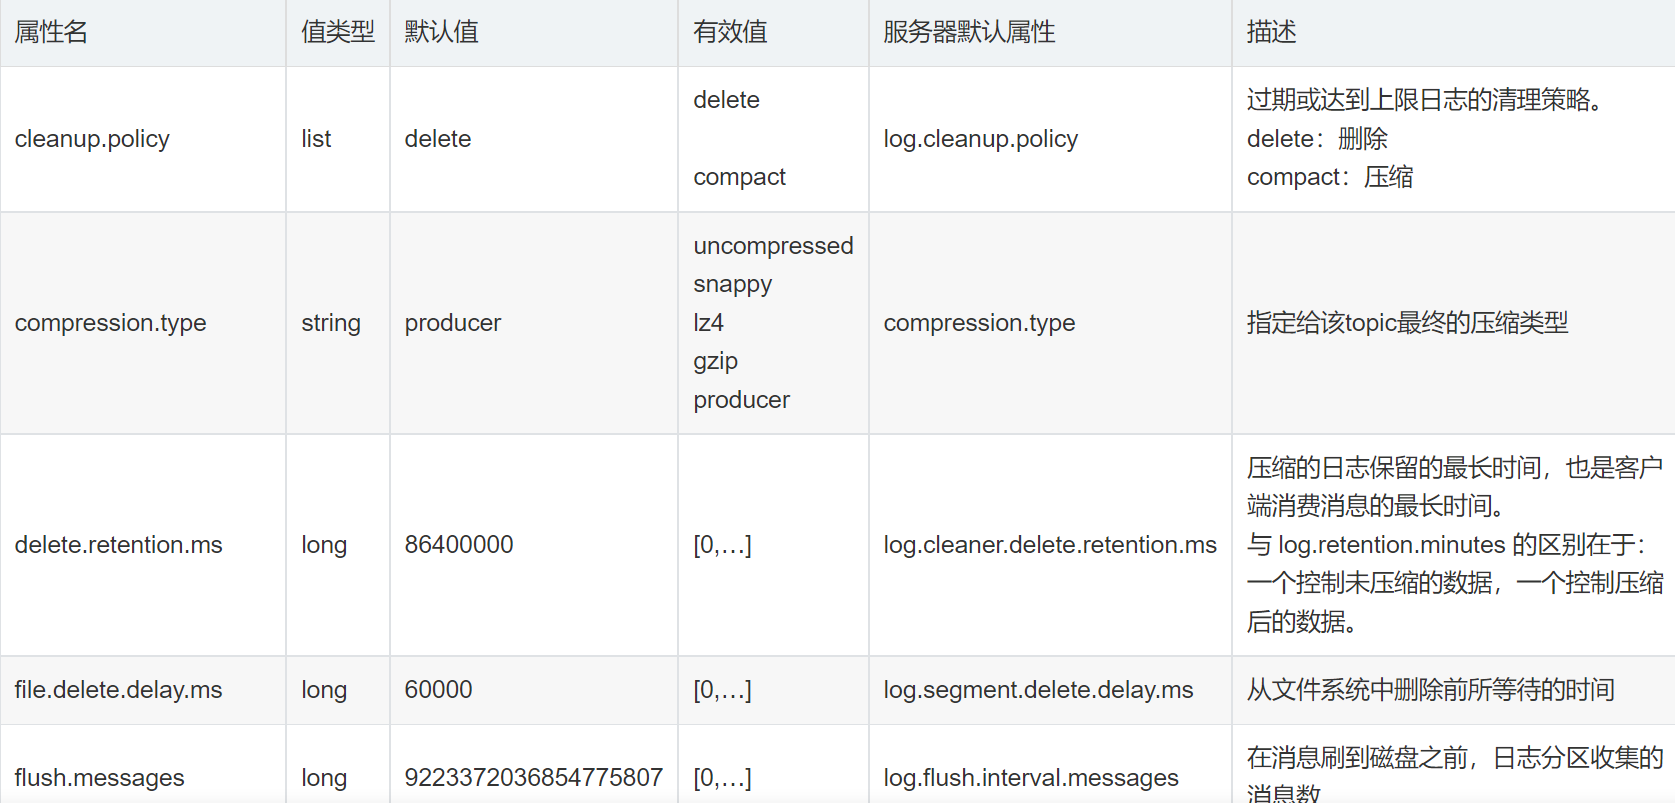 属性名 值类型 默认值 有效值 服务器默认属性 描述
cleanup.policy list delete delete
compact log.cleanup.policy 过期或达到上限日志的清理策略。
delete：删除
compact：压缩
compression.type string producer uncompressed
snappy
lz4
gzip
producer compression.type 指定给该topic最终的压缩类型
delete.retention.ms long 86400000 [0,…] log.cleaner.delete.retention.ms 压缩的日志保留的最长时间，也是客户
端消费消息的最长时间。
与 log.retention.minutes 的区别在于：
一个控制未压缩的数据，一个控制压缩
后的数据。
file.delete.delay.ms long 60000 [0,…] log.segment.delete.delay.ms 从文件系统中删除前所等待的时间
flush.messages long 9223372036854775807 [0,…] log.flush.interval.messages 在消息刷到磁盘之前，日志分区收集的
消息数